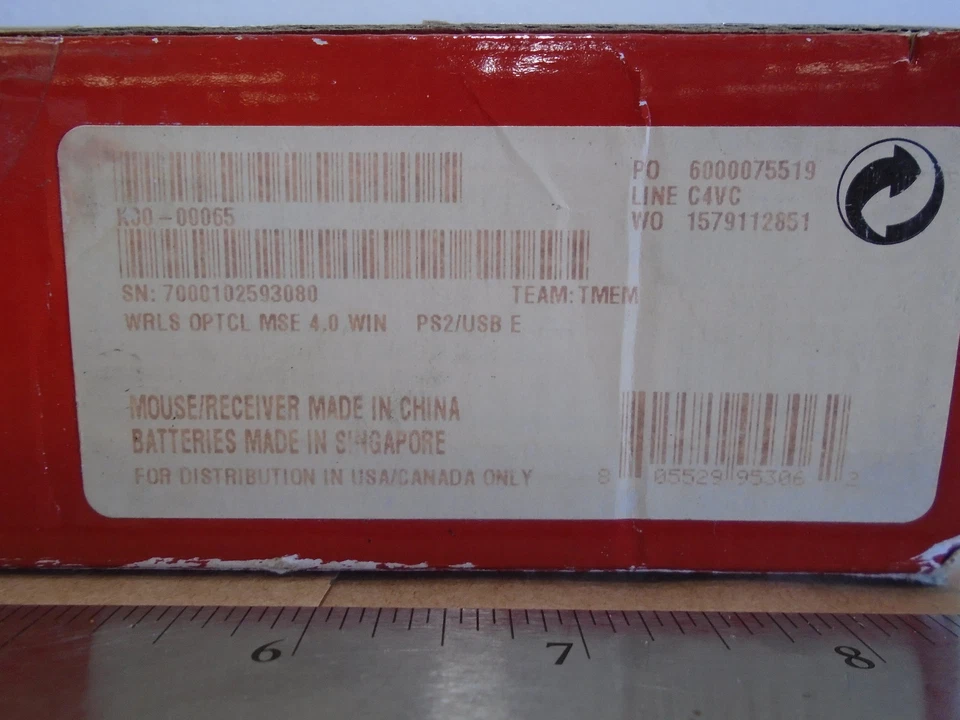 K80-00065
PO 6000075519
LINE C4VC
WO 1579112851
SN: 7000102593080
TEAM: TMEM
WRLS OPTCL MSE 4.0 WIN PS2/USB E
MOUSE/RECEIVER MADE IN CHINA
BATTERIES MADE IN SINGAPORE
FOR DISTRIBUTION IN USA/CANADA ONLY
8 05529 95306 2
6 7 8